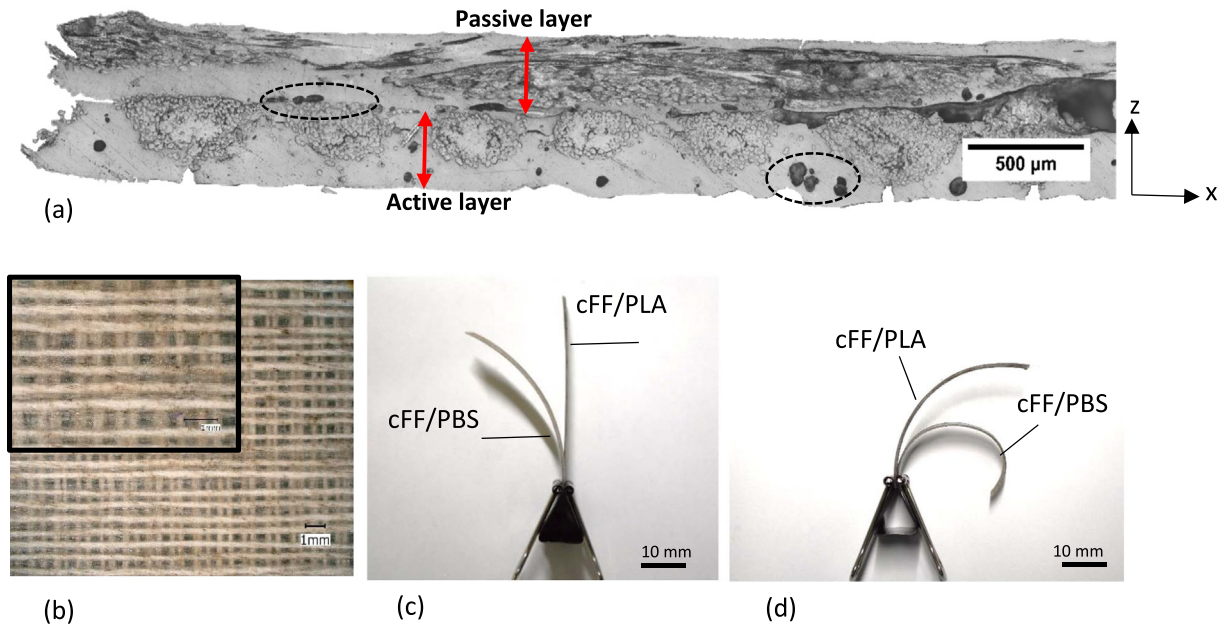 Passive layer
Active layer
500 µm
z
x
(a)
1mm
1mm
(b)
cFF/PLA
cFF/PBS
10 mm
(c)
cFF/PLA
cFF/PBS
10 mm
(d)